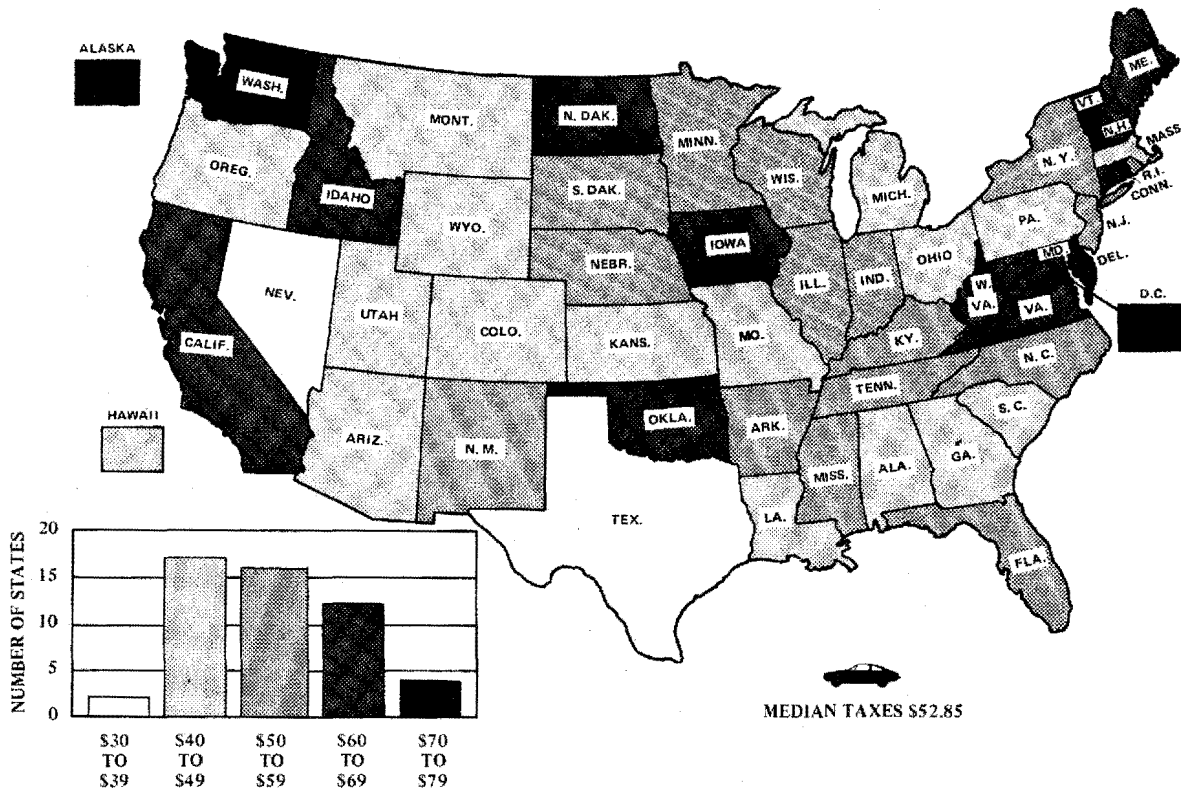 ALASKA
WASH.
MONT.
N. DAK.
MINN.
ME.
VT.
N.H.
MASS
OREG.
IDAHO
WYO.
S. DAK.
WIS.
MICH.
N. Y.
R.I.
CONN.
NEBR.
IOWA
PA.
N.J.
NEV.
UTAH
COLO.
ILL.
IND.
OHIO
MD.
DEL.
W.
VA.
VA.
D.C.
CALIF.
KANS.
MO.
KY.
N. C.
TENN.
HAWAII
ARIZ.
N. M.
OKLA.
ARK.
S. C.
MISS.
ALA.
GA.
TEX.
LA.
FLA.
NUMBER OF STATES
20
15
10
5
0
$30 $40 $50 $60 $70
TO TO TO TO TO
$39 $49 $59 $69 $79
MEDIAN TAXES $52.85